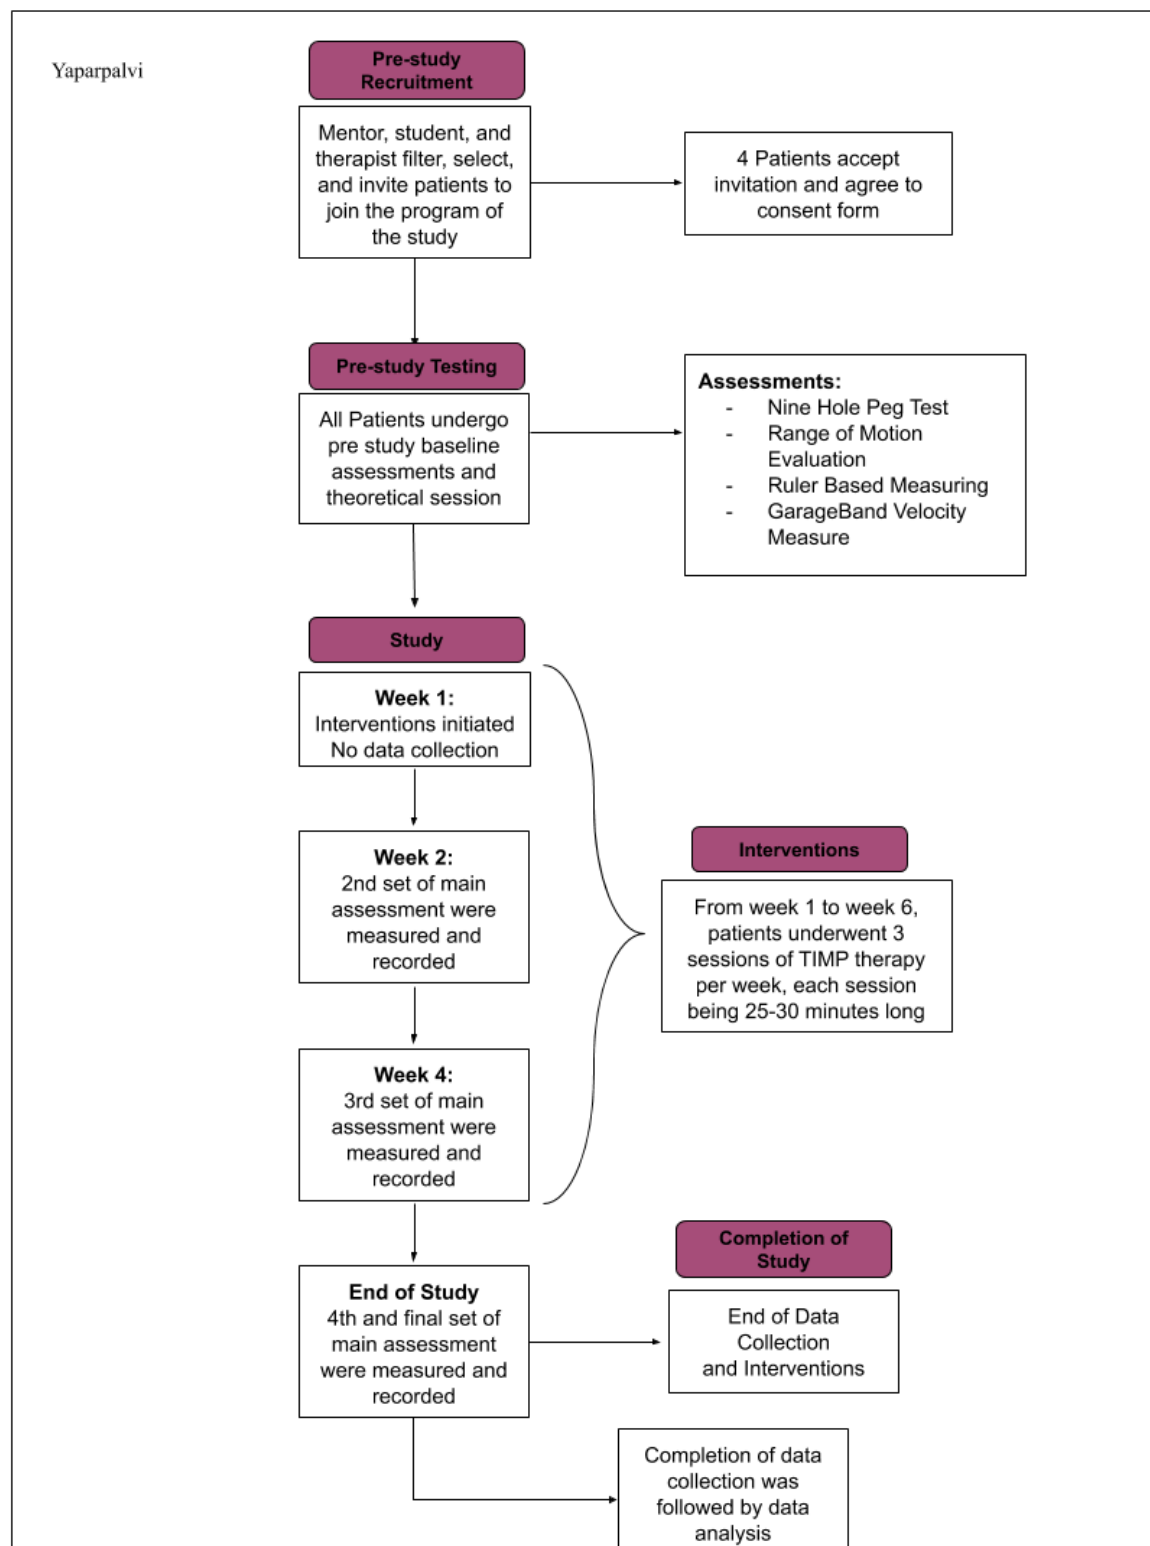 Yaparpalvi
Pre-study
Recruitment
Mentor, student, and
therapist filter, select,
and invite patients to
join the program of
the study
4 Patients accept
invitation and agree to
consent form
Pre-study Testing
All Patients undergo
pre study baseline
assessments and
theoretical session
Assessments:
- Nine Hole Peg Test
- Range of Motion
Evaluation
- Ruler Based Measuring
- GarageBand Velocity
Measure
Study
Week 1:
Interventions initiated
No data collection
Week 2:
2nd set of main
assessment were
measured and
recorded
Interventions
From week 1 to week 6,
patients underwent 3
sessions of TIMP therapy
per week, each session
being 25-30 minutes long
Week 4:
3rd set of main
assessment were
measured and
recorded
End of Study
4th and final set of
main assessment
were measured and
recorded
Completion of
Study
End of Data
Collection
and Interventions
Completion of data
collection was
followed by data
analysis